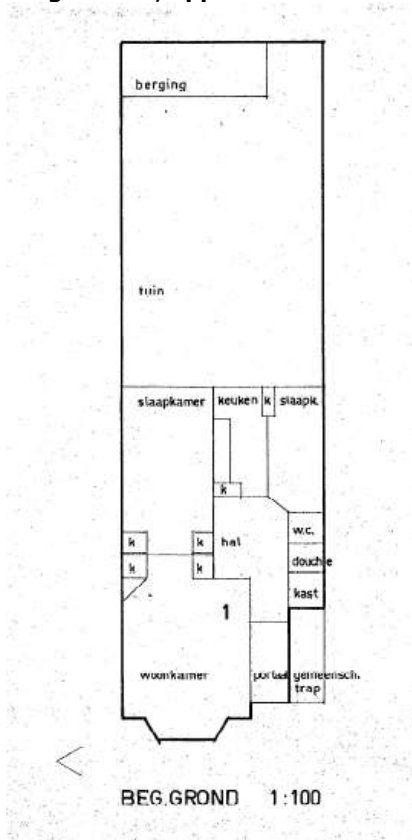 berging
tuin
slaapkamer keuken k slaapk.
k
k k hal w.c.
k k douche
kast
1
woonkamer portaal gemeensch.
trap
BEG.GROND 1:100